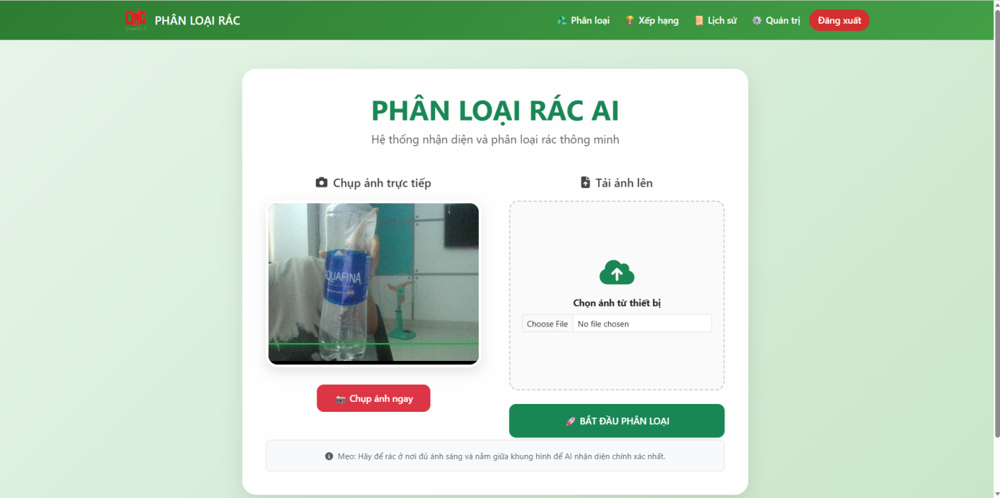 PHÂN LOẠI RÁC
Phân loại
Xếp hạng
Lịch sử
Quản trị
Đăng xuất
PHÂN LOẠI RÁC AI
Hệ thống nhận diện và phân loại rác thông minh
Chụp ảnh trực tiếp
AQUAFINA
Chụp ảnh ngay
Tải ảnh lên
Chọn ảnh từ thiết bị
Choose File No file chosen
BẮT ĐẦU PHÂN LOẠI
Mẹo: Hãy để rác ở nơi đủ ánh sáng và nằm giữa khung hình để AI nhận diện chính xác nhất.